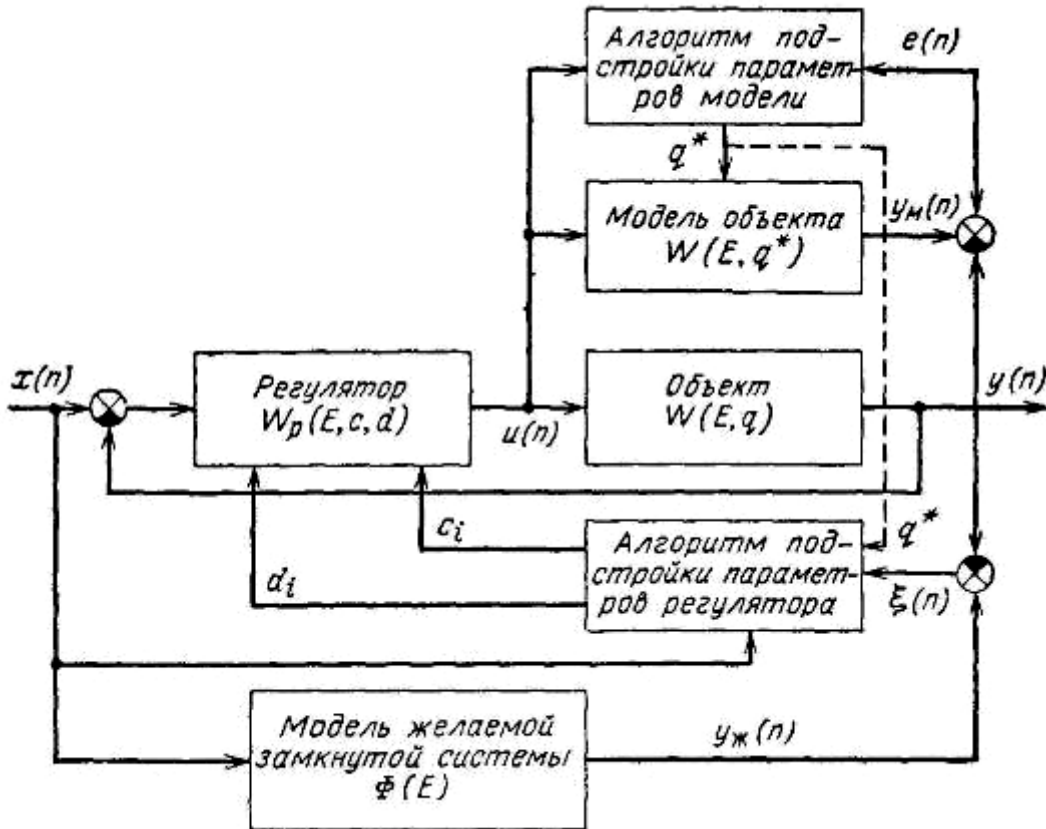 Алгоритм под-
стройки парамет-
ров модели
e(n)
q*
Модель объекта
W(E,q*)
yм(n)
x(n)
Регулятор
Wр(E,c,d)
u(n)
Объект
W(E,q)
y(n)
ci
di
Алгоритм под-
стройки парамет-
ров регулятора
q*
ξ(n)
Модель желаемой
замкнутой системы
Φ(E)
yж(n)